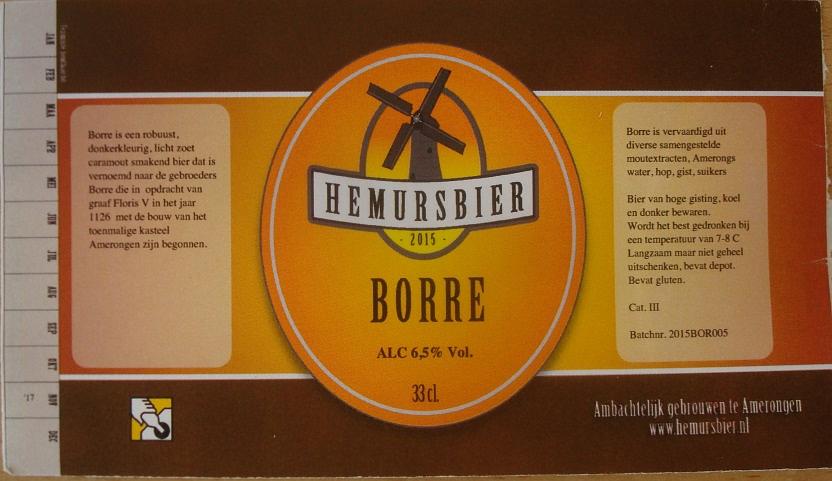 JAN
FEB
MAA
APR
MEI
JUN
JUL
AUG
SEP
OKT
'17 NOV
DEC
Borre is een robuust,
donkerkleurig, licht zoet
caramout smakend bier dat is
vernoemd naar de gebroeders
Borre die in opdracht van
graaf Floris V in het jaar
1126 met de bouw van het
toenmalige kasteel
Amerongen zijn begonnen.
HEMURSBIER
- 2015 -
BORRE
ALC 6,5% Vol.
33 cl.
Borre is vervaardigd uit
diverse samengestelde
moutextracten, Amerongs
water, hop, gist, suikers
Bier van hoge gisting, koel
en donker bewaren.
Wordt het best gedronken bij
een temperatuur van 7-8 C
Langzaam maar niet geheel
uitschenken, bevat depot.
Bevat gluten.
Cat. III
Batchnr. 2015BOR005
Ambachtelijk gebrouwen te Amerongen
www.hemursbier.nl